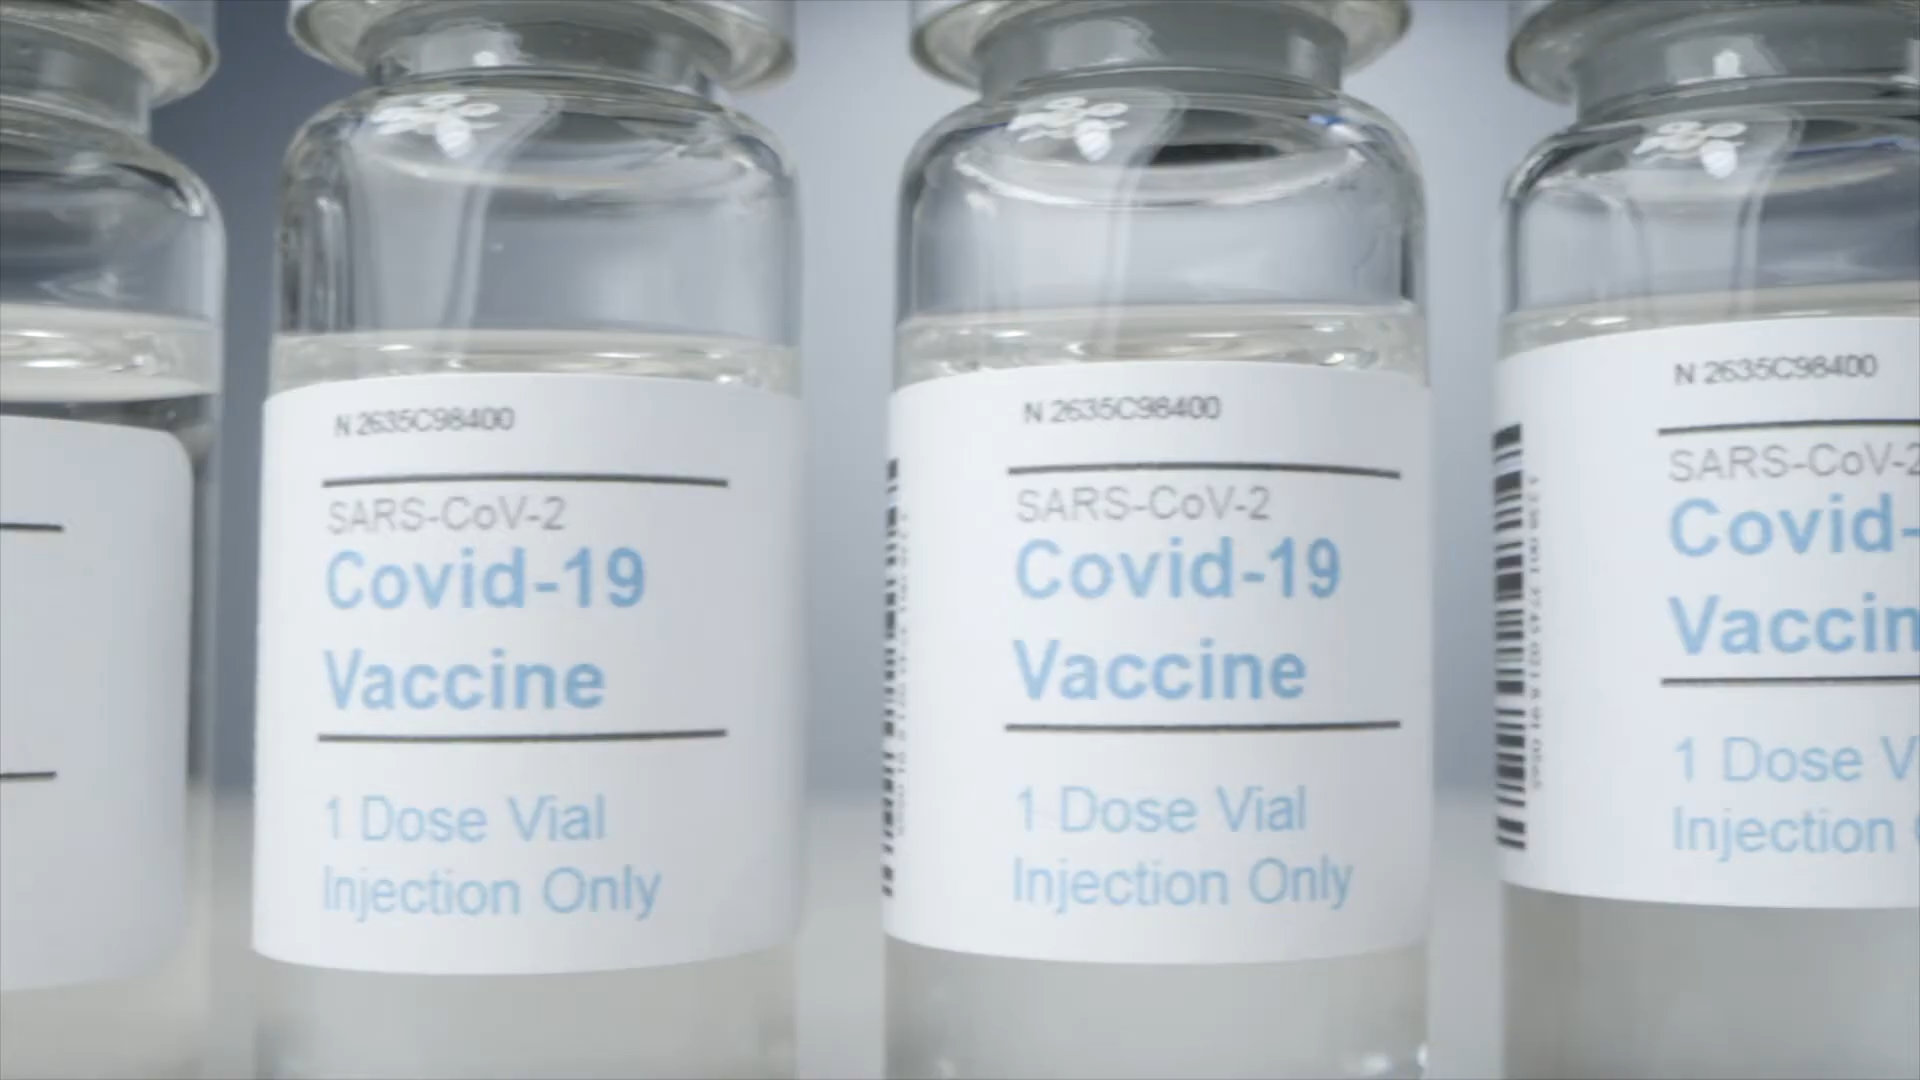 N 2635C98400
SARS-CoV-2
Covid-19
Vaccine
1 Dose Vial
Injection Only
N 2635C98400
SARS-CoV-2
Covid-19
Vaccine
1 Dose Vial
Injection Only
N 2635C98400
SARS-CoV-2
Covid-
Vaccin
1 Dose V
Injection